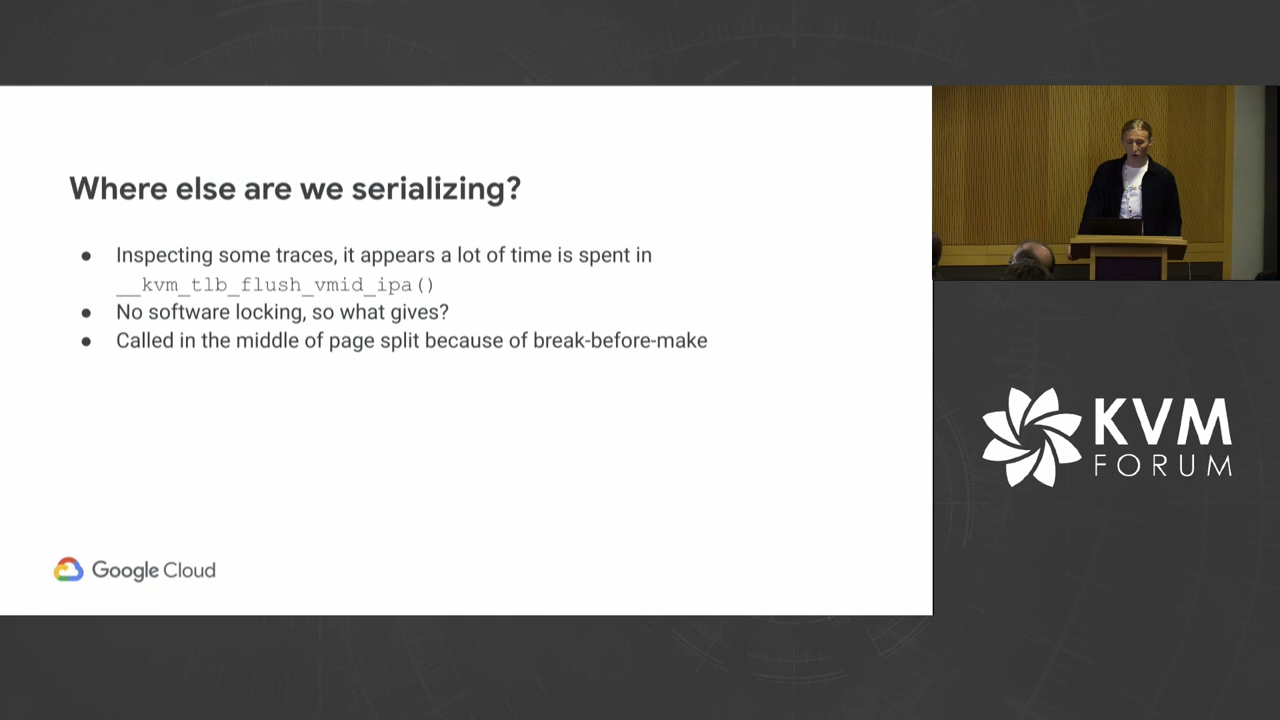 Where else are we serializing?
● Inspecting some traces, it appears a lot of time is spent in
__kvm_tlb_flush_vmid_ipa()
● No software locking, so what gives?
● Called in the middle of page split because of break-before-make
Google Cloud
KVM
FORUM